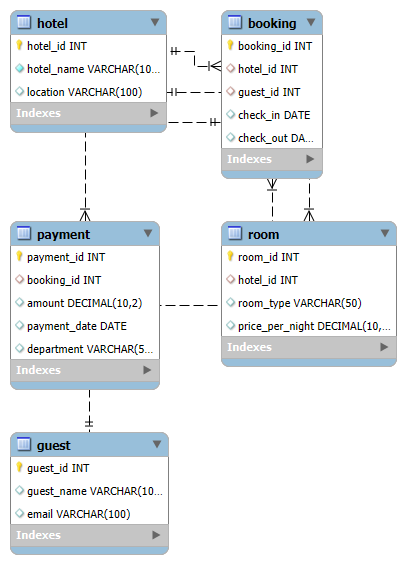 hotel
hotel_id INT
hotel_name VARCHAR(10...
location VARCHAR(100)
Indexes
booking
booking_id INT
hotel_id INT
guest_id INT
check_in DATE
check_out DA...
Indexes
payment
payment_id INT
booking_id INT
amount DECIMAL(10,2)
payment_date DATE
department VARCHAR(5...
Indexes
room
room_id INT
hotel_id INT
room_type VARCHAR(50)
price_per_night DECIMAL(10,...
Indexes
guest
guest_id INT
guest_name VARCHAR(10...
email VARCHAR(100)
Indexes